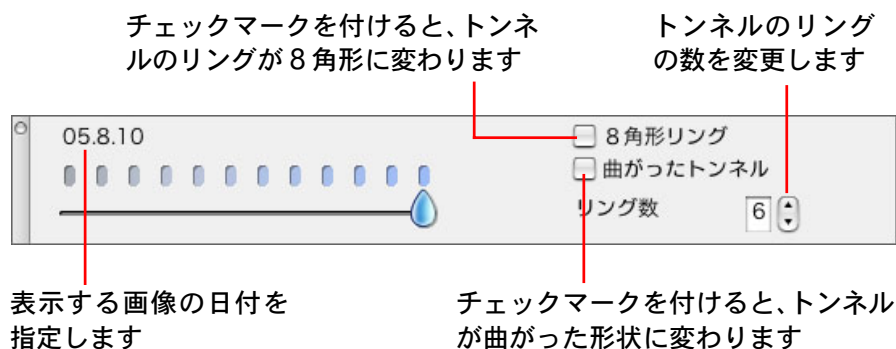 チェックマークを付けると、トンネ
ルのリングが8角形に変わります
トンネルのリング
の数を変更します
05.8.10
8角形リング
曲がったトンネル
リング数
6
表示する画像の日付を
指定します
チェックマークを付けると、トンネル
が曲がった形状に変わります